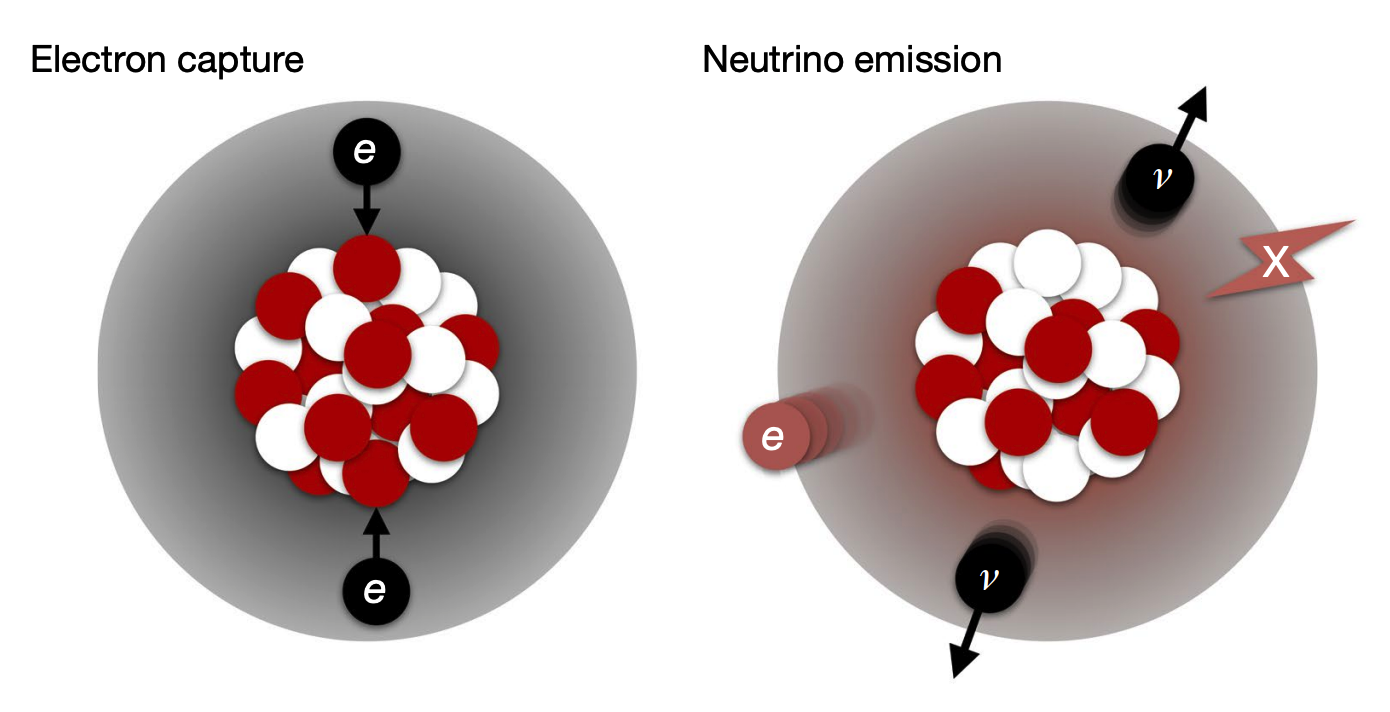 Electron capture
Neutrino emission
e
ν
X
e
ν
e